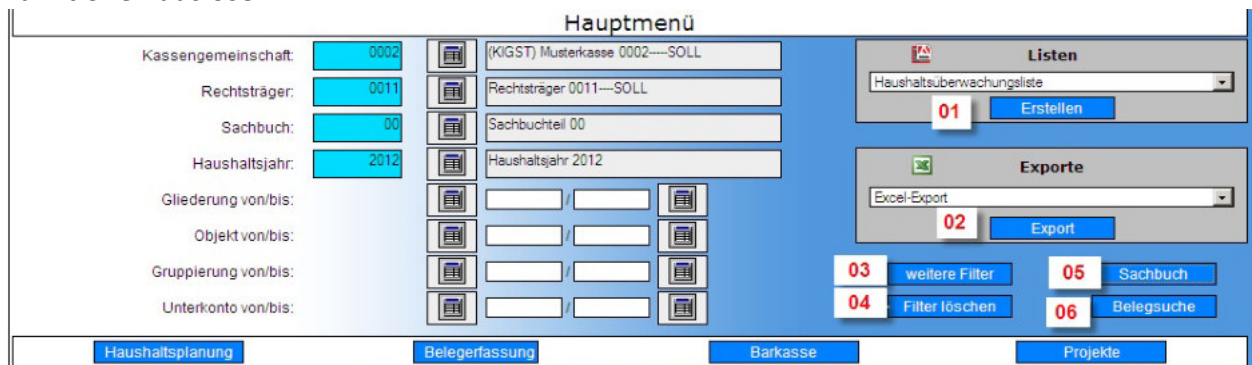 Hauptmenü
Kassengemeinschaft: 0002 (KIGST) Musterkasse 0002-----SOLL
Rechtsträger: 0011 Rechtsträger 0011----SOLL
Sachbuch: 00 Sachbuchteil 00
Haushaltsjahr: 2012 Haushaltsjahr 2012
Gliederung von/bis: /
Objekt von/bis: /
Gruppierung von/bis: /
Unterkonto von/bis: /
Listen
Haushaltsüberwachungsliste
01 Erstellen
Exporte
Excel-Export
02 Export
03 weitere Filter 05 Sachbuch
04 Filter löschen 06 Belegsuche
Haushaltsplanung Belegerfassung Barkasse Projekte